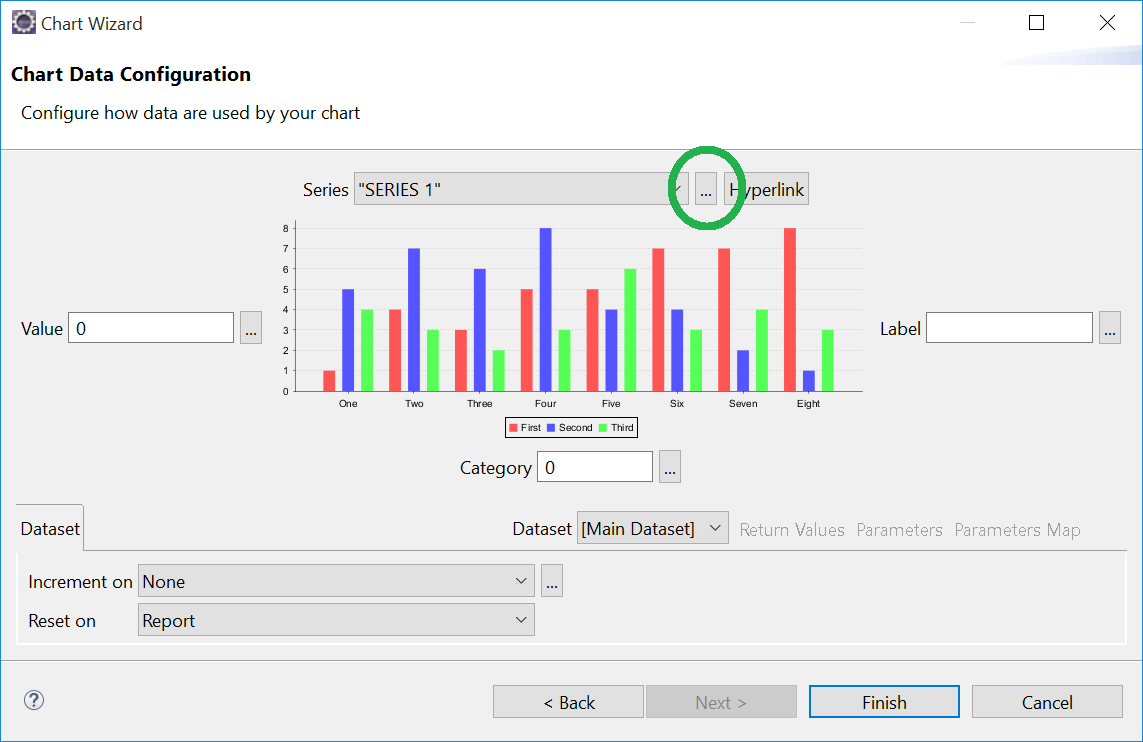 Chart Wizard
Chart Data Configuration
Configure how data are used by your chart
Series "SERIES 1" ... Hyperlink
8
7
6
5
4
3
2
1
0
One Two Three Four Five Six Seven Eight
First Second Third
Value 0 ...
Label ...
Category 0 ...
Dataset
Dataset [Main Dataset] Return Values Parameters Parameters Map
Increment on None ...
Reset on Report
? < Back Next > Finish Cancel